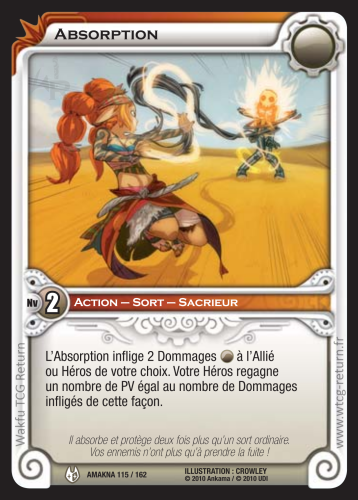 Absorption
Nv 2 Action – Sort – Sacrieur
L'Absorption inflige 2 Dommages à l'Allié
ou Héros de votre choix. Votre Héros regagne
un nombre de PV égal au nombre de Dommages
infligés de cette façon.
Il absorbe et protège deux fois plus qu'un sort ordinaire.
Vos ennemis n'ont plus qu'à prendre la fuite !
AMAKNA 115 / 162
ILLUSTRATION : CROWLEY
© 2010 Ankama / © 2010 UDI
Wakfu TCG Return
www.wtcg-return.fr